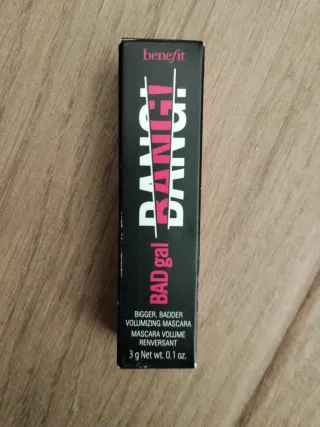 benefit
BADgal BANG!
BIGGER, BADDER
VOLUMIZING MASCARA
MASCARA VOLUME
RENVERSANT
3 g Net wt. 0.1 oz.